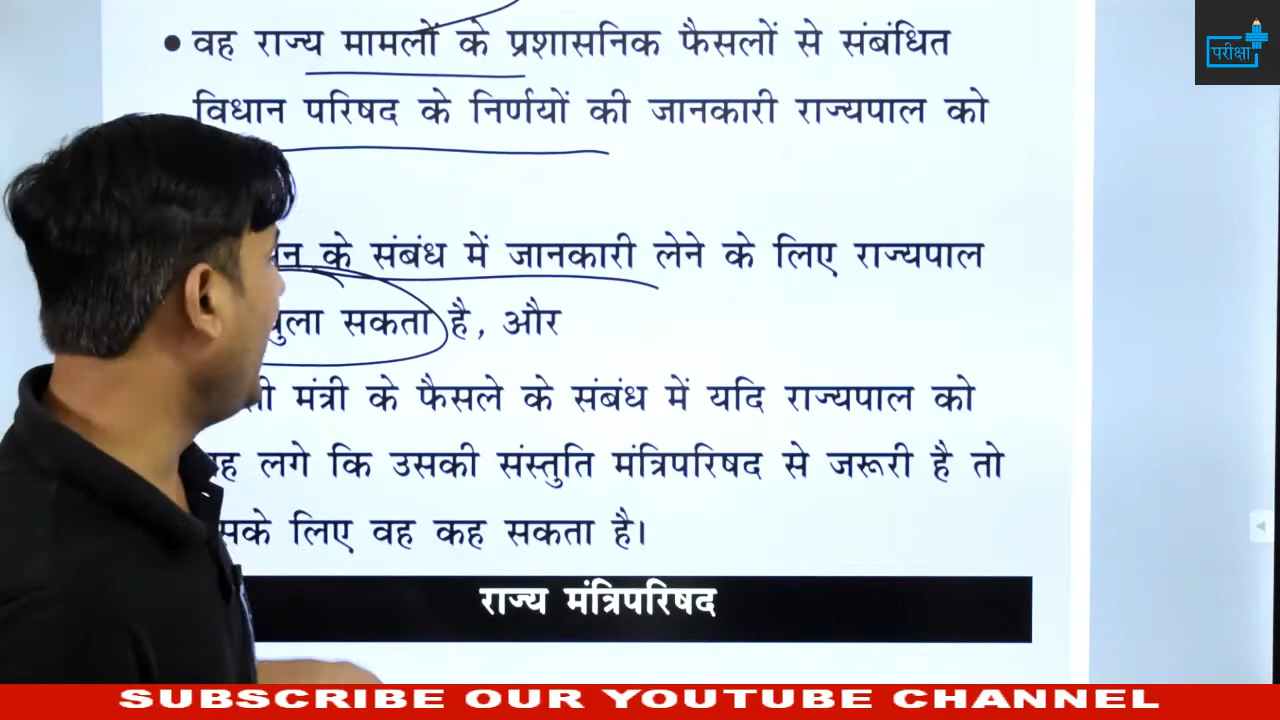 परीक्षा
● वह राज्य मामलों के प्रशासनिक फैसलों से संबंधित
विधान परिषद के निर्णयों की जानकारी राज्यपाल को
के संबंध में जानकारी लेने के लिए राज्यपाल
सकता है, और
मंत्री के फैसले के संबंध में यदि राज्यपाल को
लगे कि उसकी संस्तुति मंत्रिपरिषद से जरूरी है तो
लिए वह कह सकता है।
राज्य मंत्रिपरिषद
SUBSCRIBE OUR YOUTUBE CHANNEL